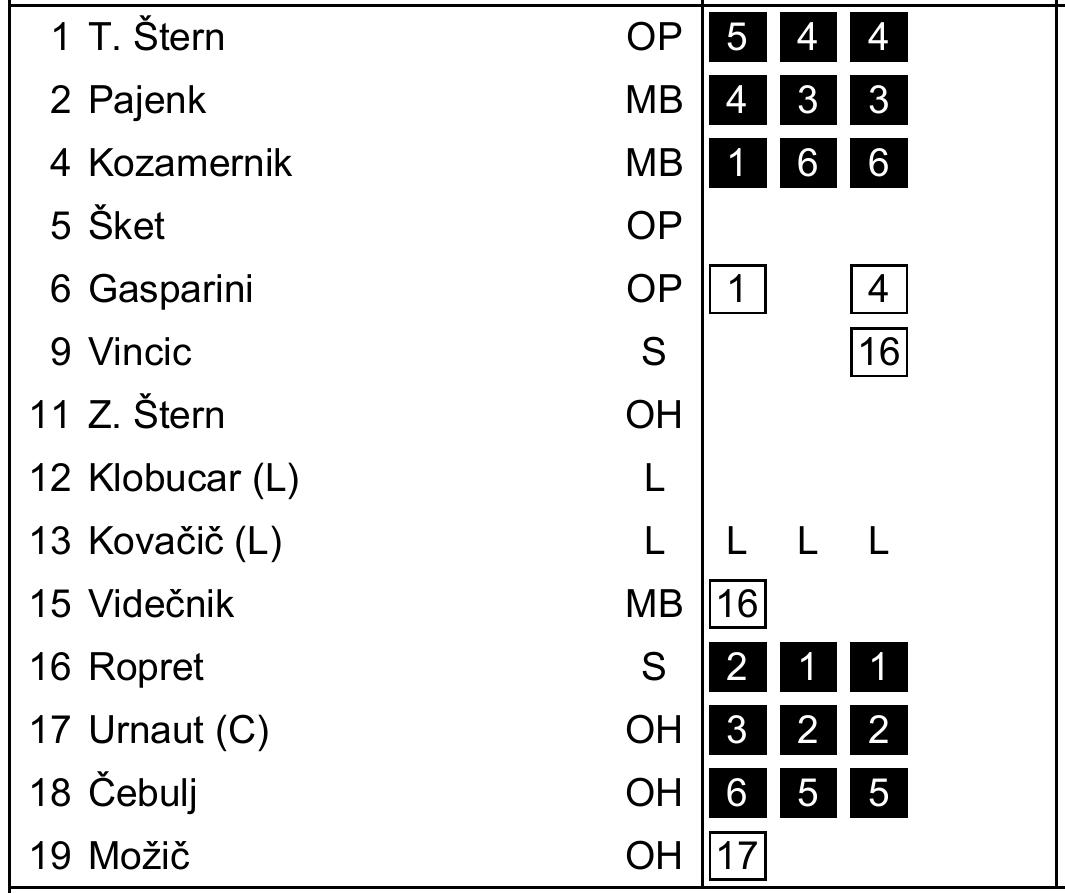 1 T. Štern OP 5 4 4
2 Pajenk MB 4 3 3
4 Kozamernik MB 1 6 6
5 Šket OP
6 Gasparini OP 1 4
9 Vincic S 16
11 Z. Štern OH
12 Klobucar (L) L
13 Kovačič (L) L L L L
15 Videčnik MB 16
16 Ropret S 2 1 1
17 Urnaut (C) OH 3 2 2
18 Čebulj OH 6 5 5
19 Možič OH 17